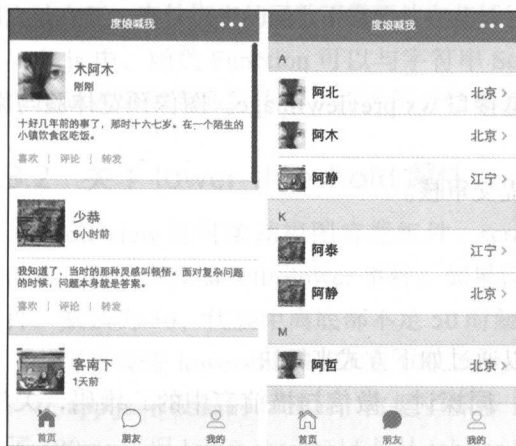 度娘喊我
木阿木
刚刚
十好几年前的事了，那时十六七岁。在一个陌生的
小镇饮食区吃饭。
喜欢 | 评论 | 转发
少恭
6小时前
我知道了，当时的那种灵感叫顿悟。面对复杂问题
的时候，问题本身就是答案。
喜欢 | 评论 | 转发
客南下
1天前
首页 朋友 我的
度娘喊我
A
阿北 北京 >
阿木 北京 >
阿静 江宁 >
K
阿泰 江宁 >
阿静 北京 >
M
阿哲 北京 >
首页 朋友 我的